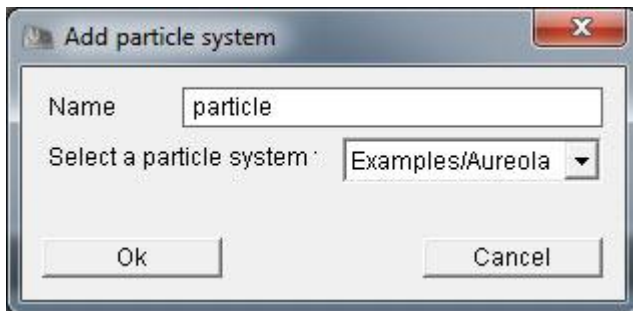 Add particle system
Name particle
Select a particle system : Examples/Aureola
Ok Cancel